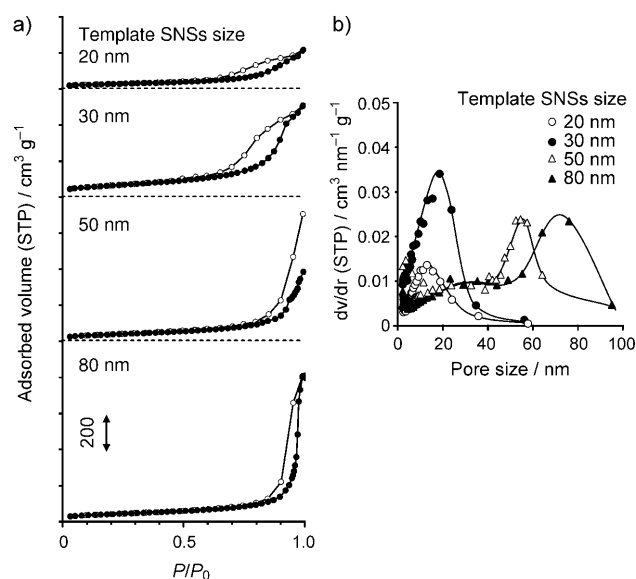 a)
Template SNSs size
20 nm
30 nm
50 nm
80 nm
200
Adsorbed volume (STP) / cm³ g⁻¹
0
0.5
1.0
P/P₀
b)
Template SNSs size
20 nm
30 nm
50 nm
80 nm
0.05
0.04
0.03
0.02
0.01
0
dv/dr (STP) / cm³ nm⁻¹ g⁻¹
0
20
40
60
80
100
Pore size / nm